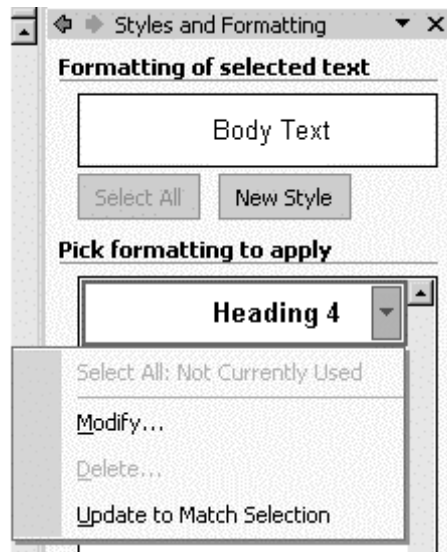 Styles and Formatting
Formatting of selected text
Body Text
Select All New Style
Pick formatting to apply
Heading 4
Select All: Not Currently Used
Modify...
Delete...
Update to Match Selection